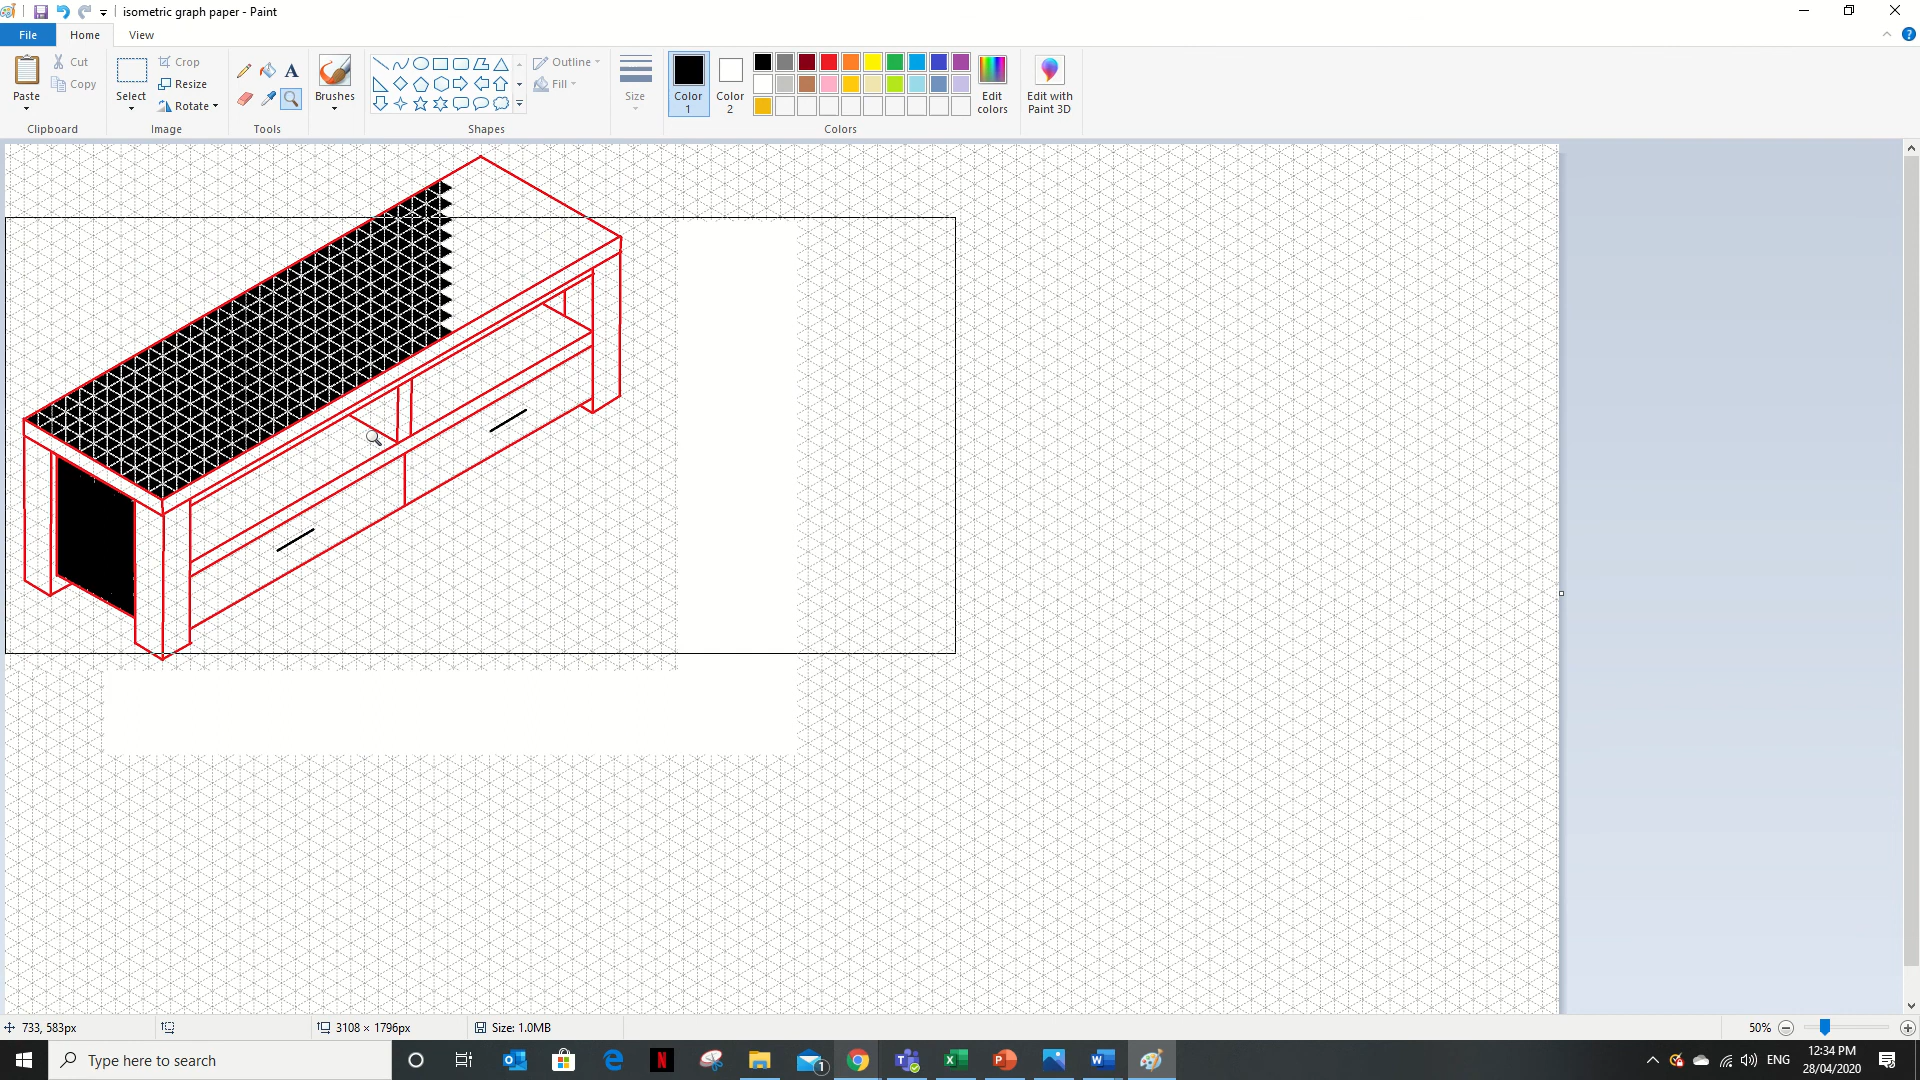 isometric graph paper - Paint
File Home View
Cut
Copy
Paste
Clipboard
Crop
Resize
Rotate
Select
Image
A
Tools
Brushes
Outline
Fill
Shapes
Size
Color 1
Color 2
Edit colors
Colors
Edit with Paint 3D
733, 583px
3108 × 1796px
Size: 1.0MB
50%
Type here to search
ENG
12:34 PM
28/04/2020